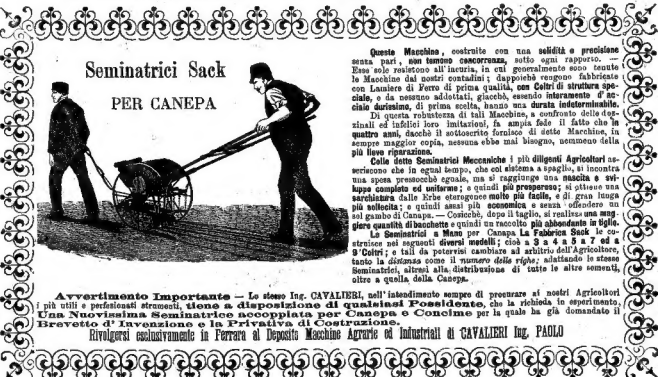 Seminatrici Sack
PER CANEPA
Queste Macchine, costruite con una solidità e precisione
senza pari, non temono concorrenza, sotto ogni rapporto. —
Esse sole resistono all'incuria, in cui generalmente sono tenute
le Macchine dai nostri contadini; dappoichè vengono fabbricate
con Lamiere di Ferro di prima qualità, con Coltri di struttura spe-
ciale, e da nessuno addottati, giacchè, essendo interamente d'ac-
ciaio durissimo, di prima scelta, hanno una durata indeterminabile.
Di questa robustezza di tali Macchine, a confronto delle doz-
zinali ed infelici loro imitazioni, fa ampia fede il fatto che in
quattro anni, dacchè il sottoscritto fornisce di dette Macchine, in
sempre maggior copia, nessuna ebbe mai bisogno, nemmeno della
più lieve riparazione.
Colle dette Seminatrici Meccaniche i più diligenti Agricoltori as-
seriscono che in egual tempo, che col sistema a spaglio, si incontra
una spesa pressocchè eguale, ma si raggiunge una nascita e svi-
luppo completo ed uniforme; e quindi più prosperoso; si ottiene una
sarchiatura dalle Erbe eterogenee molto più facile, e di gran lunga
più sollecita; e quindi assai più economica e senza offendere un
sol gambo di Canepa. — Cosicchè, dopo il taglio, si realizza una mag-
giore quantità di bacchette e quindi un raccolto più abbondante in tiglio.
Le Seminatrici a Mano per Canapa La Fabbrica Sack le co-
struisce nei seguenti diversi modelli; cioè a 3 a 4 a 5 a 7 ed a
9 Coltri; e tali da potervisi cambiare ad arbitrio dell'Agricoltore,
tanto la distanza come il numero delle righe; adattando le stesse
Seminatrici, altresì alla distribuzione di tutte le altre sementi,
oltre a quella della Canepa.
Avvertimento Importante — Lo stesso Ing. CAVALIERI, nell'intendimento sempre di procurare ai nostri Agricoltori
i più utili e perfezionati strumenti, tiene a disposizione di qualsiasi Possidente, che la richieda in esperimento,
Una Nuovissima Seminatrice accoppiata per Canepa e Concime per la quale ha già domandato il
Brevetto d'Invenzione e la Privativa di Costruzione.
Rivolgersi esclusivamente in Ferrara al Deposito Macchine Agrarie ed Industriali di CAVALIERI Ing. PAOLO